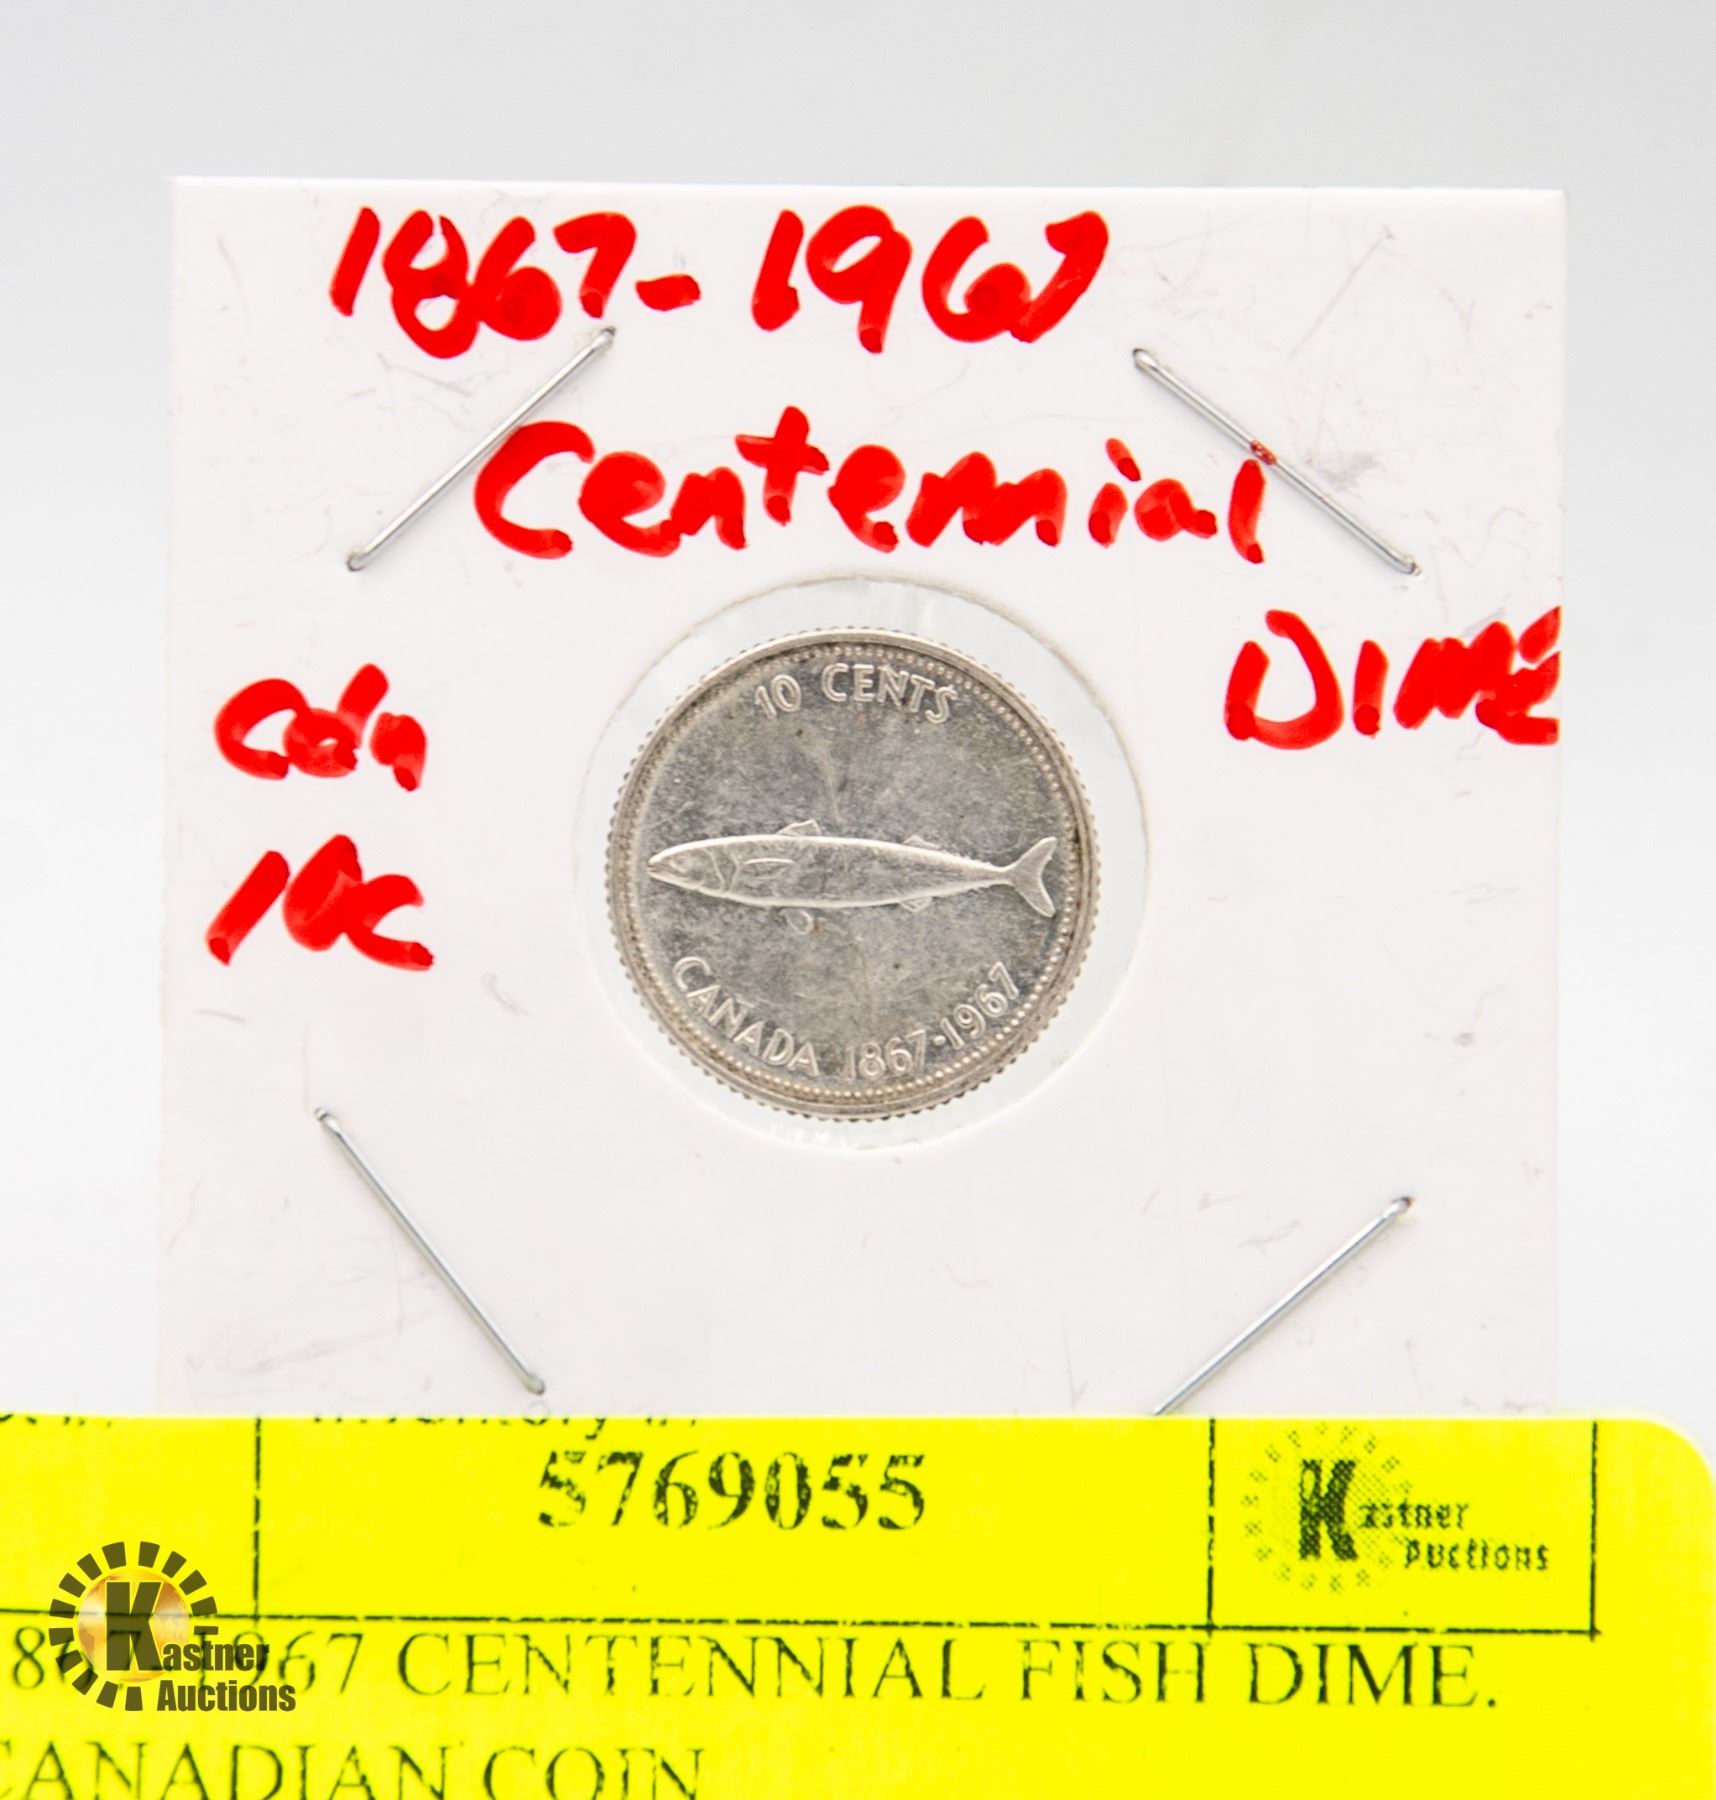 1867-1967
Centennial
DIME
Cdn
10c
10 CENTS
CANADA 1867-1967
5769055
Kastner
Auctions
1967 CENTENNIAL FISH DIME.
CANADIAN COIN
Kastner
Auctions